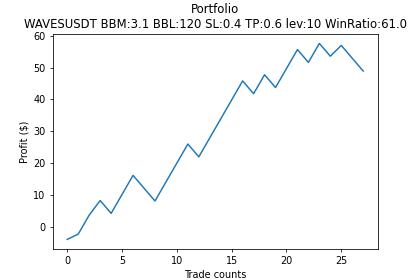 Portfolio
WAVESUSDT BBM:3.1 BBL:120 SL:0.4 TP:0.6 lev:10 WinRatio:61.0
60
50
40
30
20
10
0
Profit ($)
0 5 10 15 20 25
Trade counts